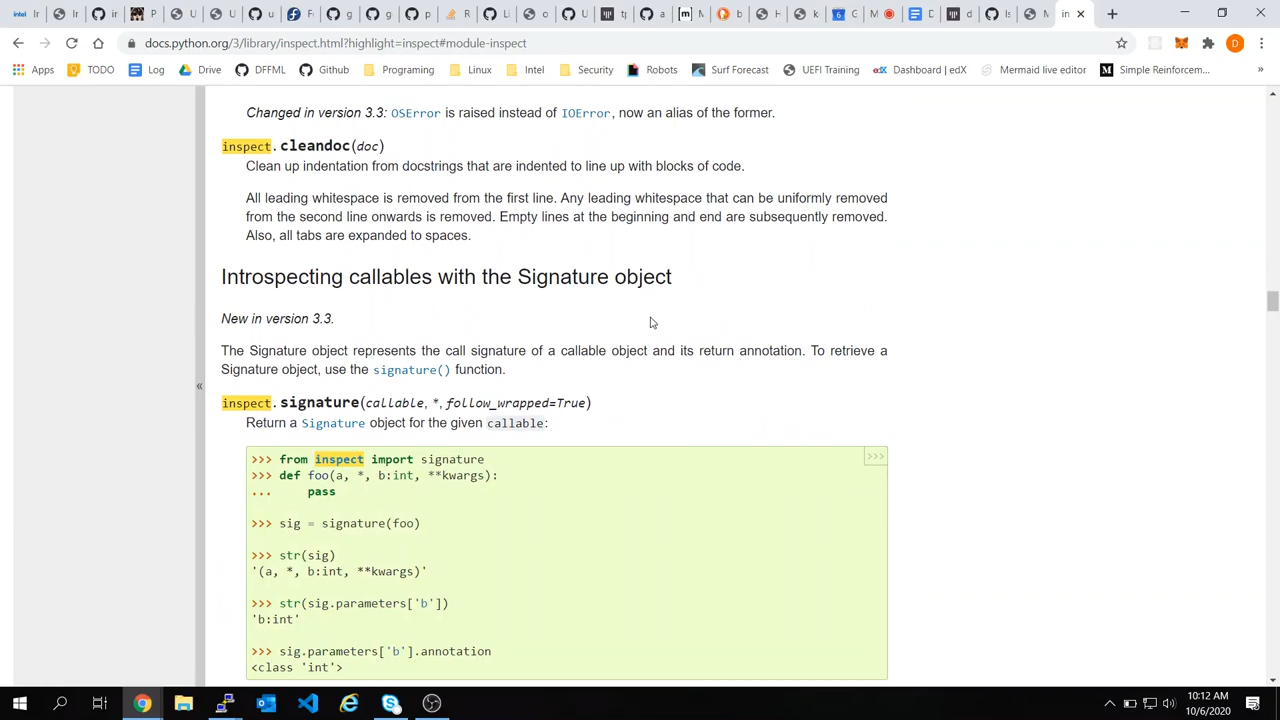 docs.python.org/3/library/inspect.html?highlight=inspect#module-inspect
Apps TODO Log Drive DFFML Github Programing Linux Intel Security Robots Surf Forecast UEFI Training Dashboard | edX Mermaid live editor Simple Reinforcem... »
Changed in version 3.3: OSError is raised instead of IOError, now an alias of the former.
inspect.cleandoc(doc)
Clean up indentation from docstrings that are indented to line up with blocks of code.
All leading whitespace is removed from the first line. Any leading whitespace that can be uniformly removed
from the second line onwards is removed. Empty lines at the beginning and end are subsequently removed.
Also, all tabs are expanded to spaces.
Introspecting callables with the Signature object
New in version 3.3.
The Signature object represents the call signature of a callable object and its return annotation. To retrieve a
Signature object, use the signature() function.
«
inspect.signature(callable, *, follow_wrapped=True)
Return a Signature object for the given callable:
>>> from inspect import signature
>>>
>>> def foo(a, *, b:int, **kwargs):
... pass
>>> sig = signature(foo)
>>> str(sig)
'(a, *, b:int, **kwargs)'
>>> str(sig.parameters['b'])
'b:int'
>>> sig.parameters['b'].annotation
<class 'int'>
10:12 AM
10/6/2020